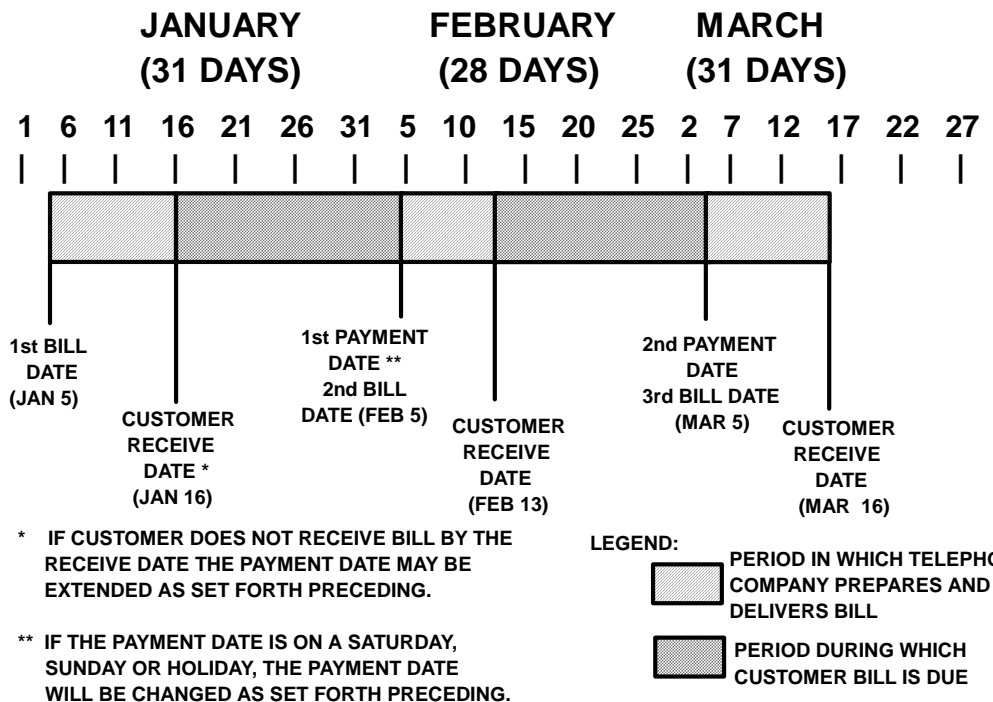 JANUARY FEBRUARY MARCH
(31 DAYS) (28 DAYS) (31 DAYS)
1 6 11 16 21 26 31 5 10 15 20 25 2 7 12 17 22 27
1st BILL
DATE
(JAN 5)
CUSTOMER
RECEIVE
DATE *
(JAN 16)
1st PAYMENT
DATE **
2nd BILL
DATE (FEB 5)
CUSTOMER
RECEIVE
DATE
(FEB 13)
2nd PAYMENT
DATE
3rd BILL DATE
(MAR 5)
CUSTOMER
RECEIVE
DATE
(MAR 16)
* IF CUSTOMER DOES NOT RECEIVE BILL BY THE
RECEIVE DATE THE PAYMENT DATE MAY BE
EXTENDED AS SET FORTH PRECEDING.
** IF THE PAYMENT DATE IS ON A SATURDAY,
SUNDAY OR HOLIDAY, THE PAYMENT DATE
WILL BE CHANGED AS SET FORTH PRECEDING.
LEGEND:
PERIOD IN WHICH TELEPHO
COMPANY PREPARES AND
DELIVERS BILL
PERIOD DURING WHICH
CUSTOMER BILL IS DUE